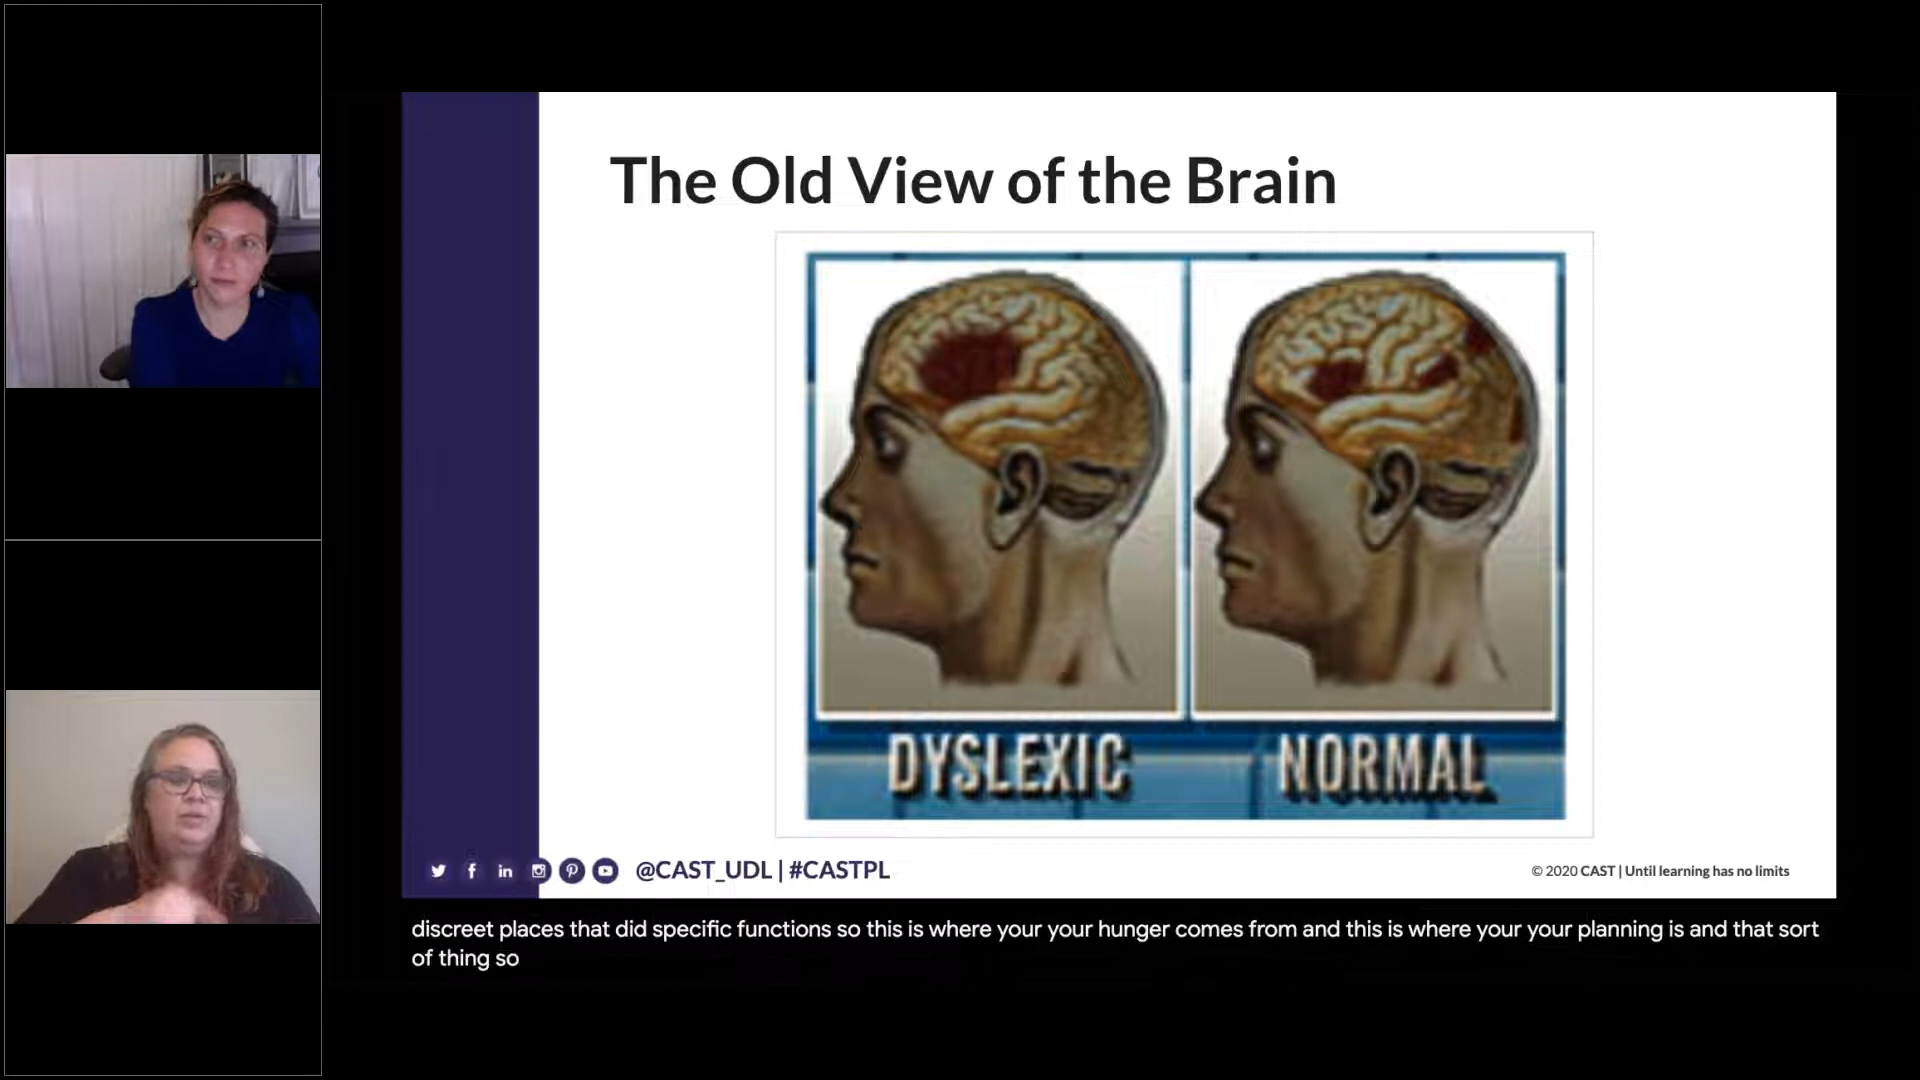 The Old View of the Brain
DYSLEXIC NORMAL
@CAST_UDL | #CASTPL
© 2020 CAST | Until learning has no limits
discreet places that did specific functions so this is where your your hunger comes from and this is where your your planning is and that sort
of thing so